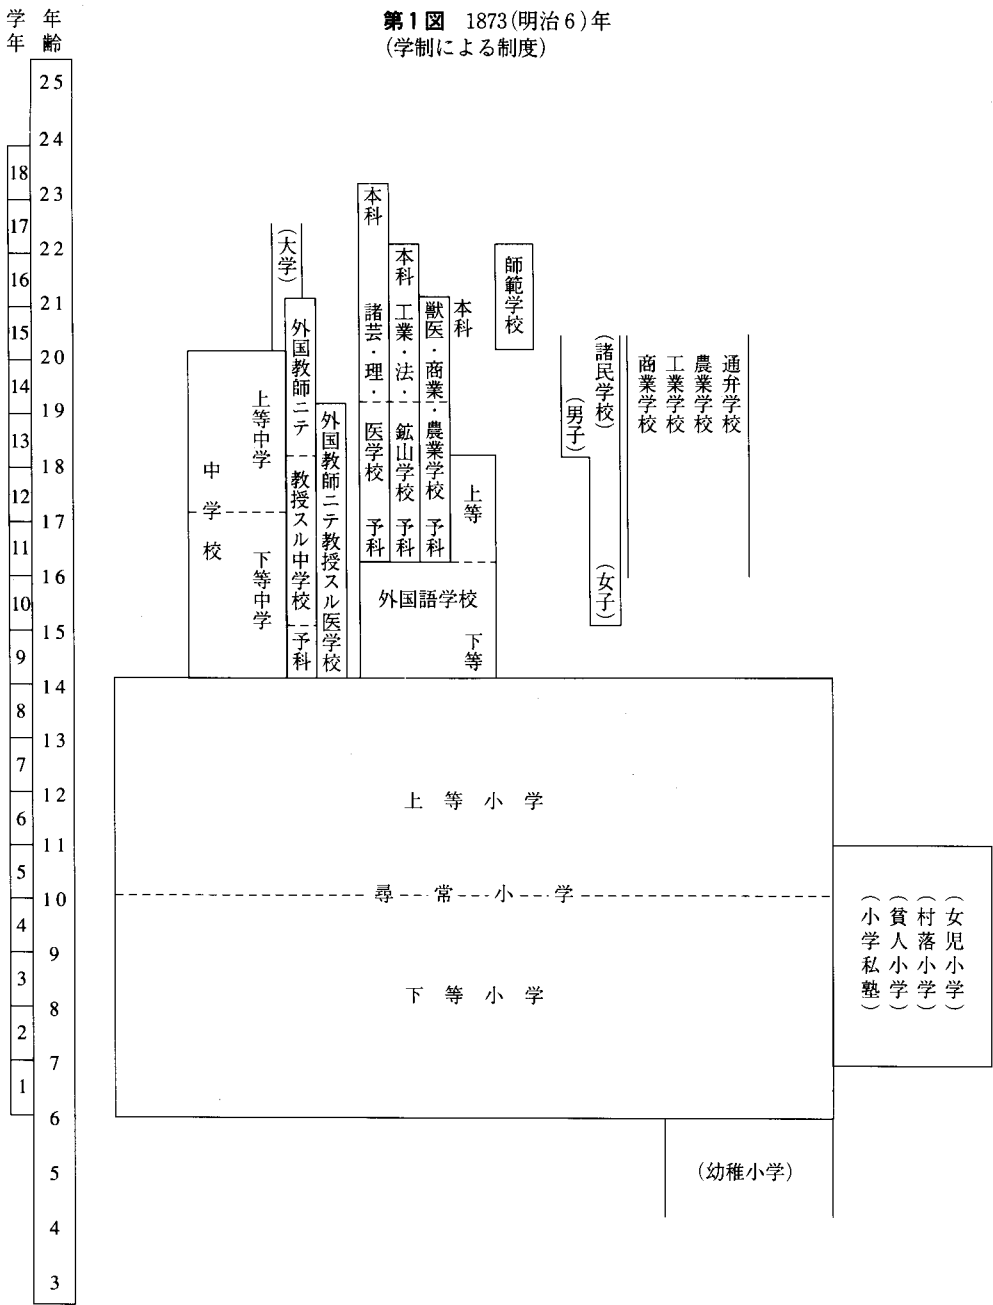 第1図 1873(明治6)年
(学制による制度)
学年
年齢
25
24
23
22
21
20
19
18
17
16
15
14
13
12
11
10
9
8
7
6
5
4
3
18
17
16
15
14
13
12
11
10
9
8
7
6
5
4
3
2
1
中学校
上等中学
下等中学
(大学)
外国教師ニテ教授スル中学校
予科
外国教師ニテ教授スル医学校
本科
諸芸・理・医学校
予科
本科
工業・法・鉱山学校
予科
本科
獣医・商業・農業学校
予科
上等
外国語学校
下等
師範学校
(諸民学校)
(男子)
(女子)
商業学校
工業学校
農業学校
通弁学校
上等小学
尋常小学
下等小学
(女児小学)
(村落小学)
(貧人小学)
(小学私塾)
(幼稚小学)